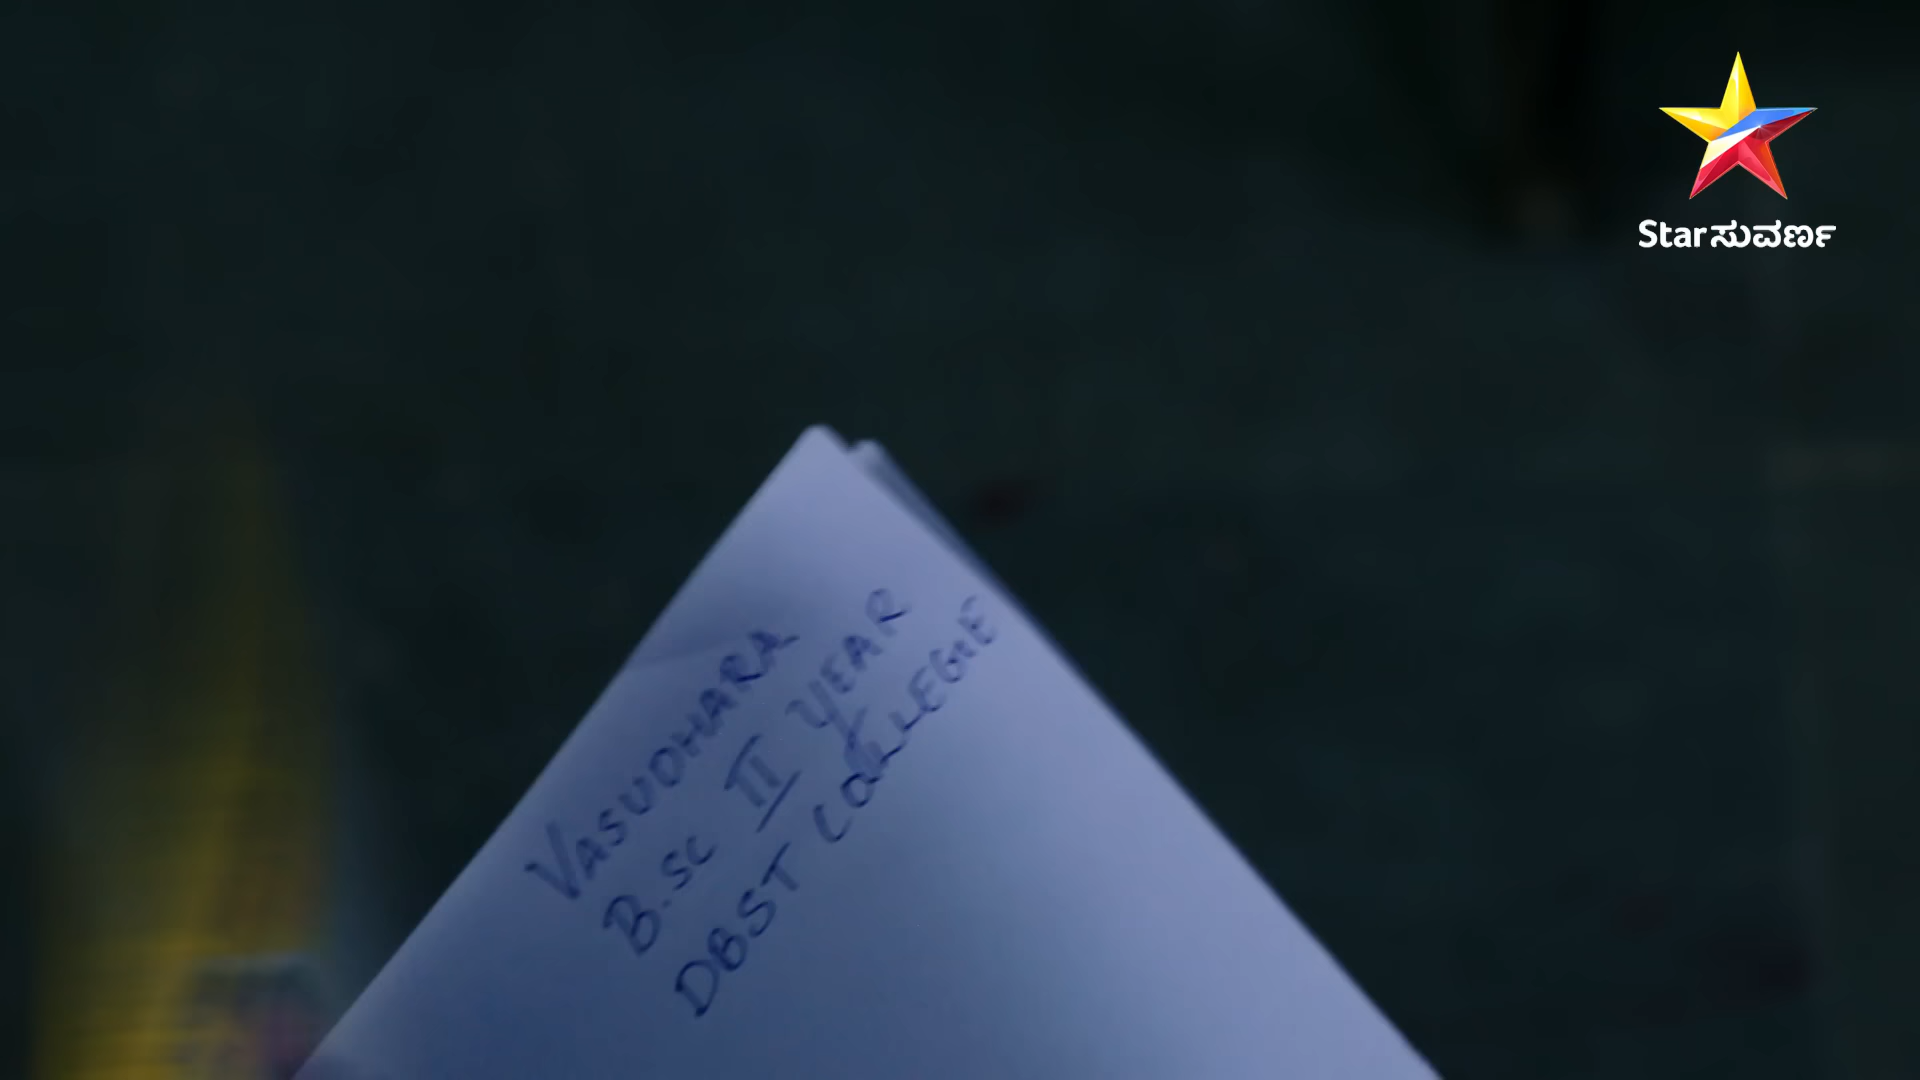 Starಸುವರ್ಣ
VASUDHARA
B.SC II YEAR
DBST COLLEGE